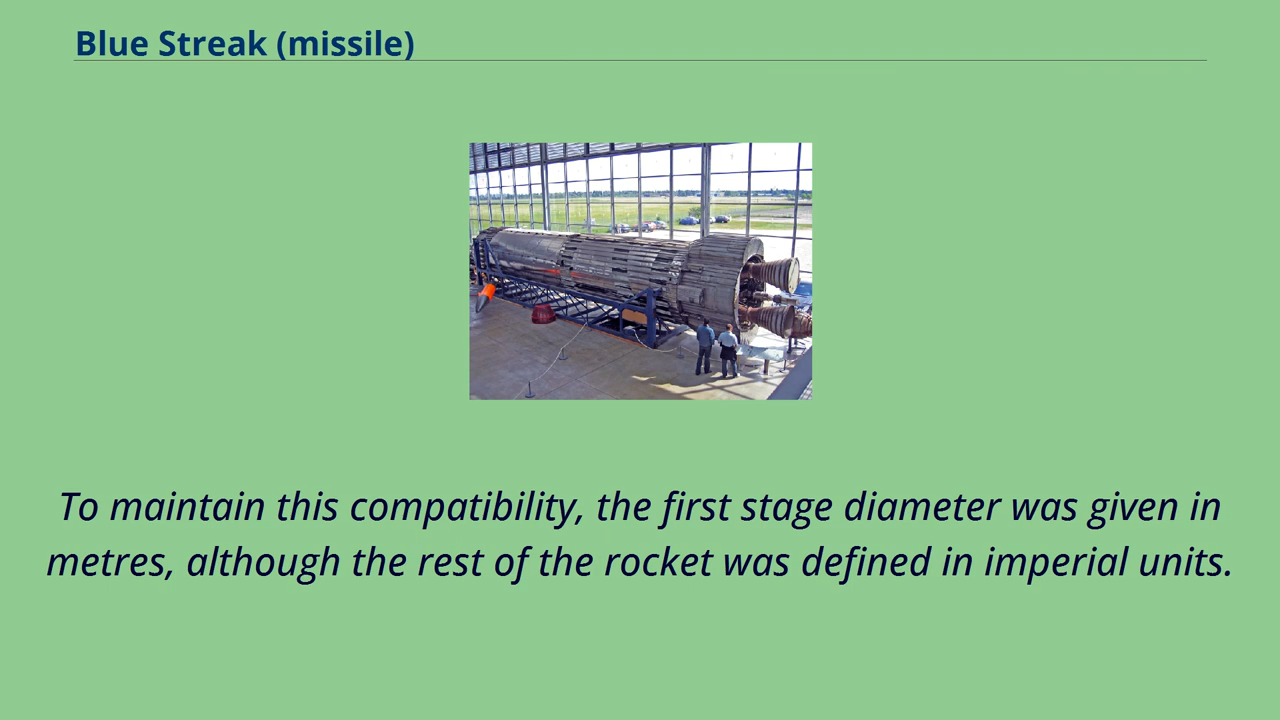 Blue Streak (missile)
To maintain this compatibility, the first stage diameter was given in
metres, although the rest of the rocket was defined in imperial units.